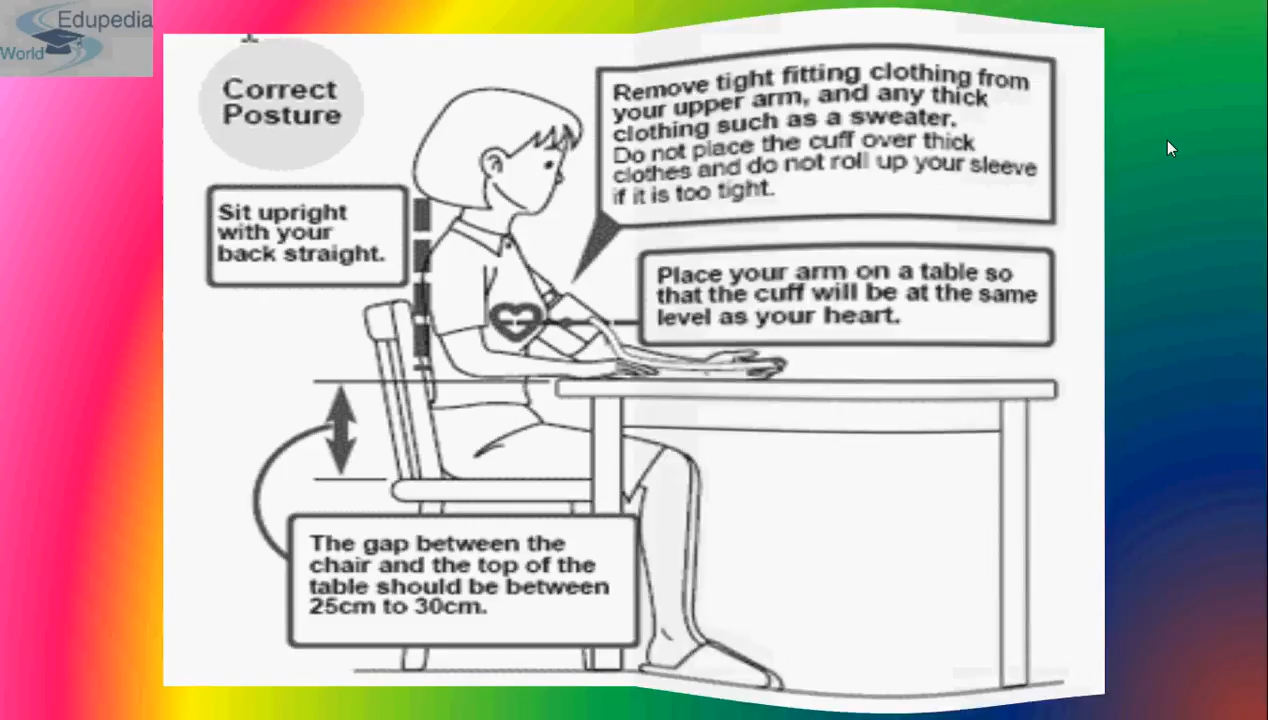 Edupedia
World
Correct
Posture
Remove tight fitting clothing from
your upper arm, and any thick
clothing such as a sweater.
Do not place the cuff over thick
clothes and do not roll up your sleeve
if it is too tight.
Sit upright
with your
back straight.
Place your arm on a table so
that the cuff will be at the same
level as your heart.
The gap between the
chair and the top of the
table should be between
25cm to 30cm.